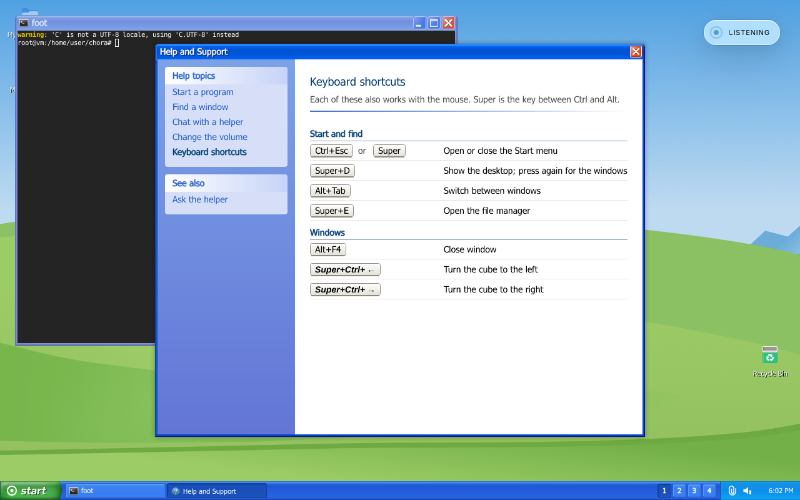 foot
warning: 'C' is not a UTF-8 locale, using 'C.UTF-8' instead
root@vm:/home/user/chora#
LISTENING
Help and Support
Help topics
Start a program
Find a window
Chat with a helper
Change the volume
Keyboard shortcuts
See also
Ask the helper
Keyboard shortcuts
Each of these also works with the mouse. Super is the key between Ctrl and Alt.
Start and find
Ctrl+Esc or Super Open or close the Start menu
Super+D Show the desktop; press again for the windows
Alt+Tab Switch between windows
Super+E Open the file manager
Windows
Alt+F4 Close window
Super+Ctrl+ ← Turn the cube to the left
Super+Ctrl+ → Turn the cube to the right
Recycle Bin
start foot Help and Support 1 2 3 4 6:02 PM